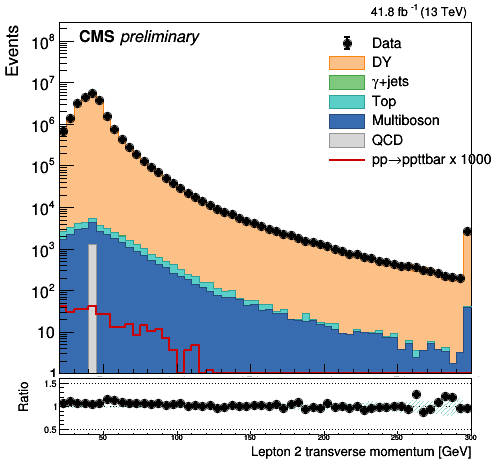 41.8 fb⁻¹ (13 TeV)
CMS preliminary
Events
10⁸
10⁷
10⁶
10⁵
10⁴
10³
10²
10
1
Data
DY
γ+jets
Top
Multiboson
QCD
pp→ppttbar x 1000
Ratio
1.5
1
0.5
50 100 150 200 250 300
Lepton 2 transverse momentum [GeV]